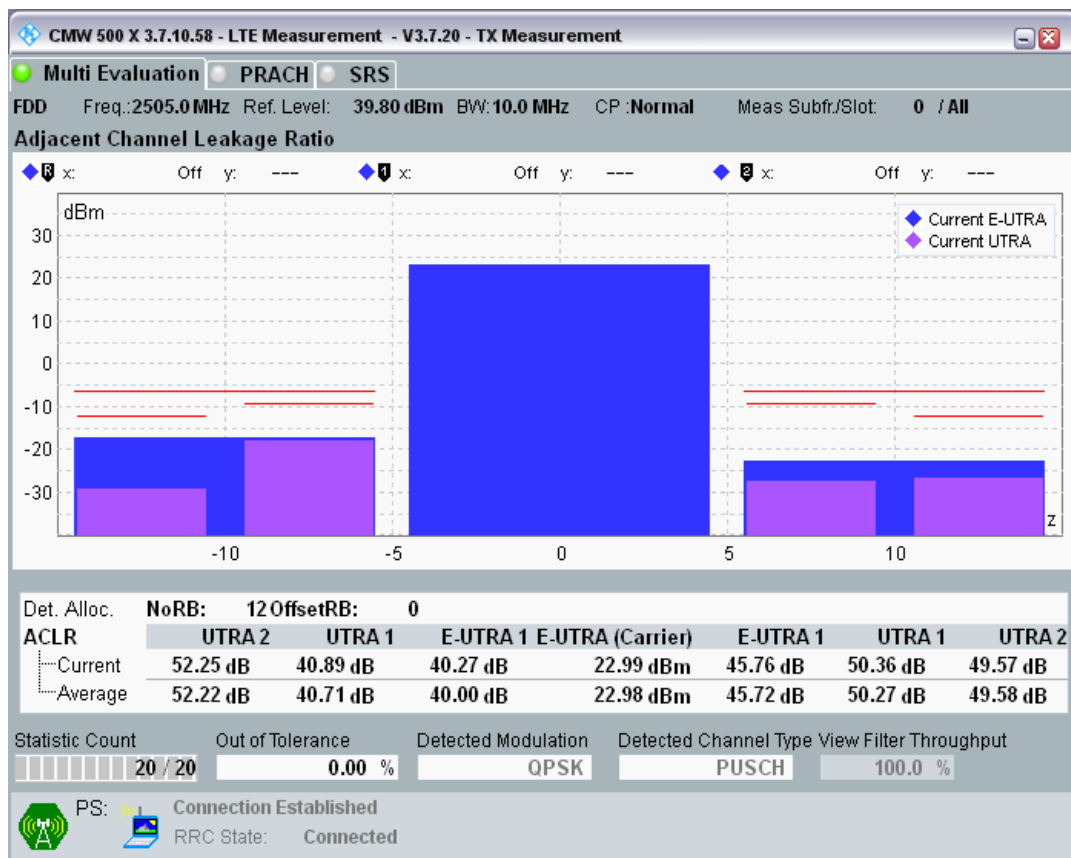 CMW 500 X 3.7.10.58 - LTE Measurement - V3.7.20 - TX Measurement
Multi Evaluation PRACH SRS
FDD Freq.:2505.0 MHz Ref. Level: 39.80 dBm BW:10.0 MHz CP :Normal Meas Subfr./Slot: 0 / All
Adjacent Channel Leakage Ratio
R x: Off y: --- 1 x: Off y: --- 2 x: Off y: ---
dBm
Current E-UTRA
Current UTRA
30
20
10
0
-10
-20
-30
z
-10 -5 0 5 10
Det. Alloc. NoRB: 12 OffsetRB: 0
ACLR UTRA 2 UTRA 1 E-UTRA 1 E-UTRA (Carrier) E-UTRA 1 UTRA 1 UTRA 2
Current 52.25 dB 40.89 dB 40.27 dB 22.99 dBm 45.76 dB 50.36 dB 49.57 dB
Average 52.22 dB 40.71 dB 40.00 dB 22.98 dBm 45.72 dB 50.27 dB 49.58 dB
Statistic Count Out of Tolerance Detected Modulation Detected Channel Type View Filter Throughput
20 / 20 0.00 % QPSK PUSCH 100.0 %
PS: Connection Established
RRC State: Connected